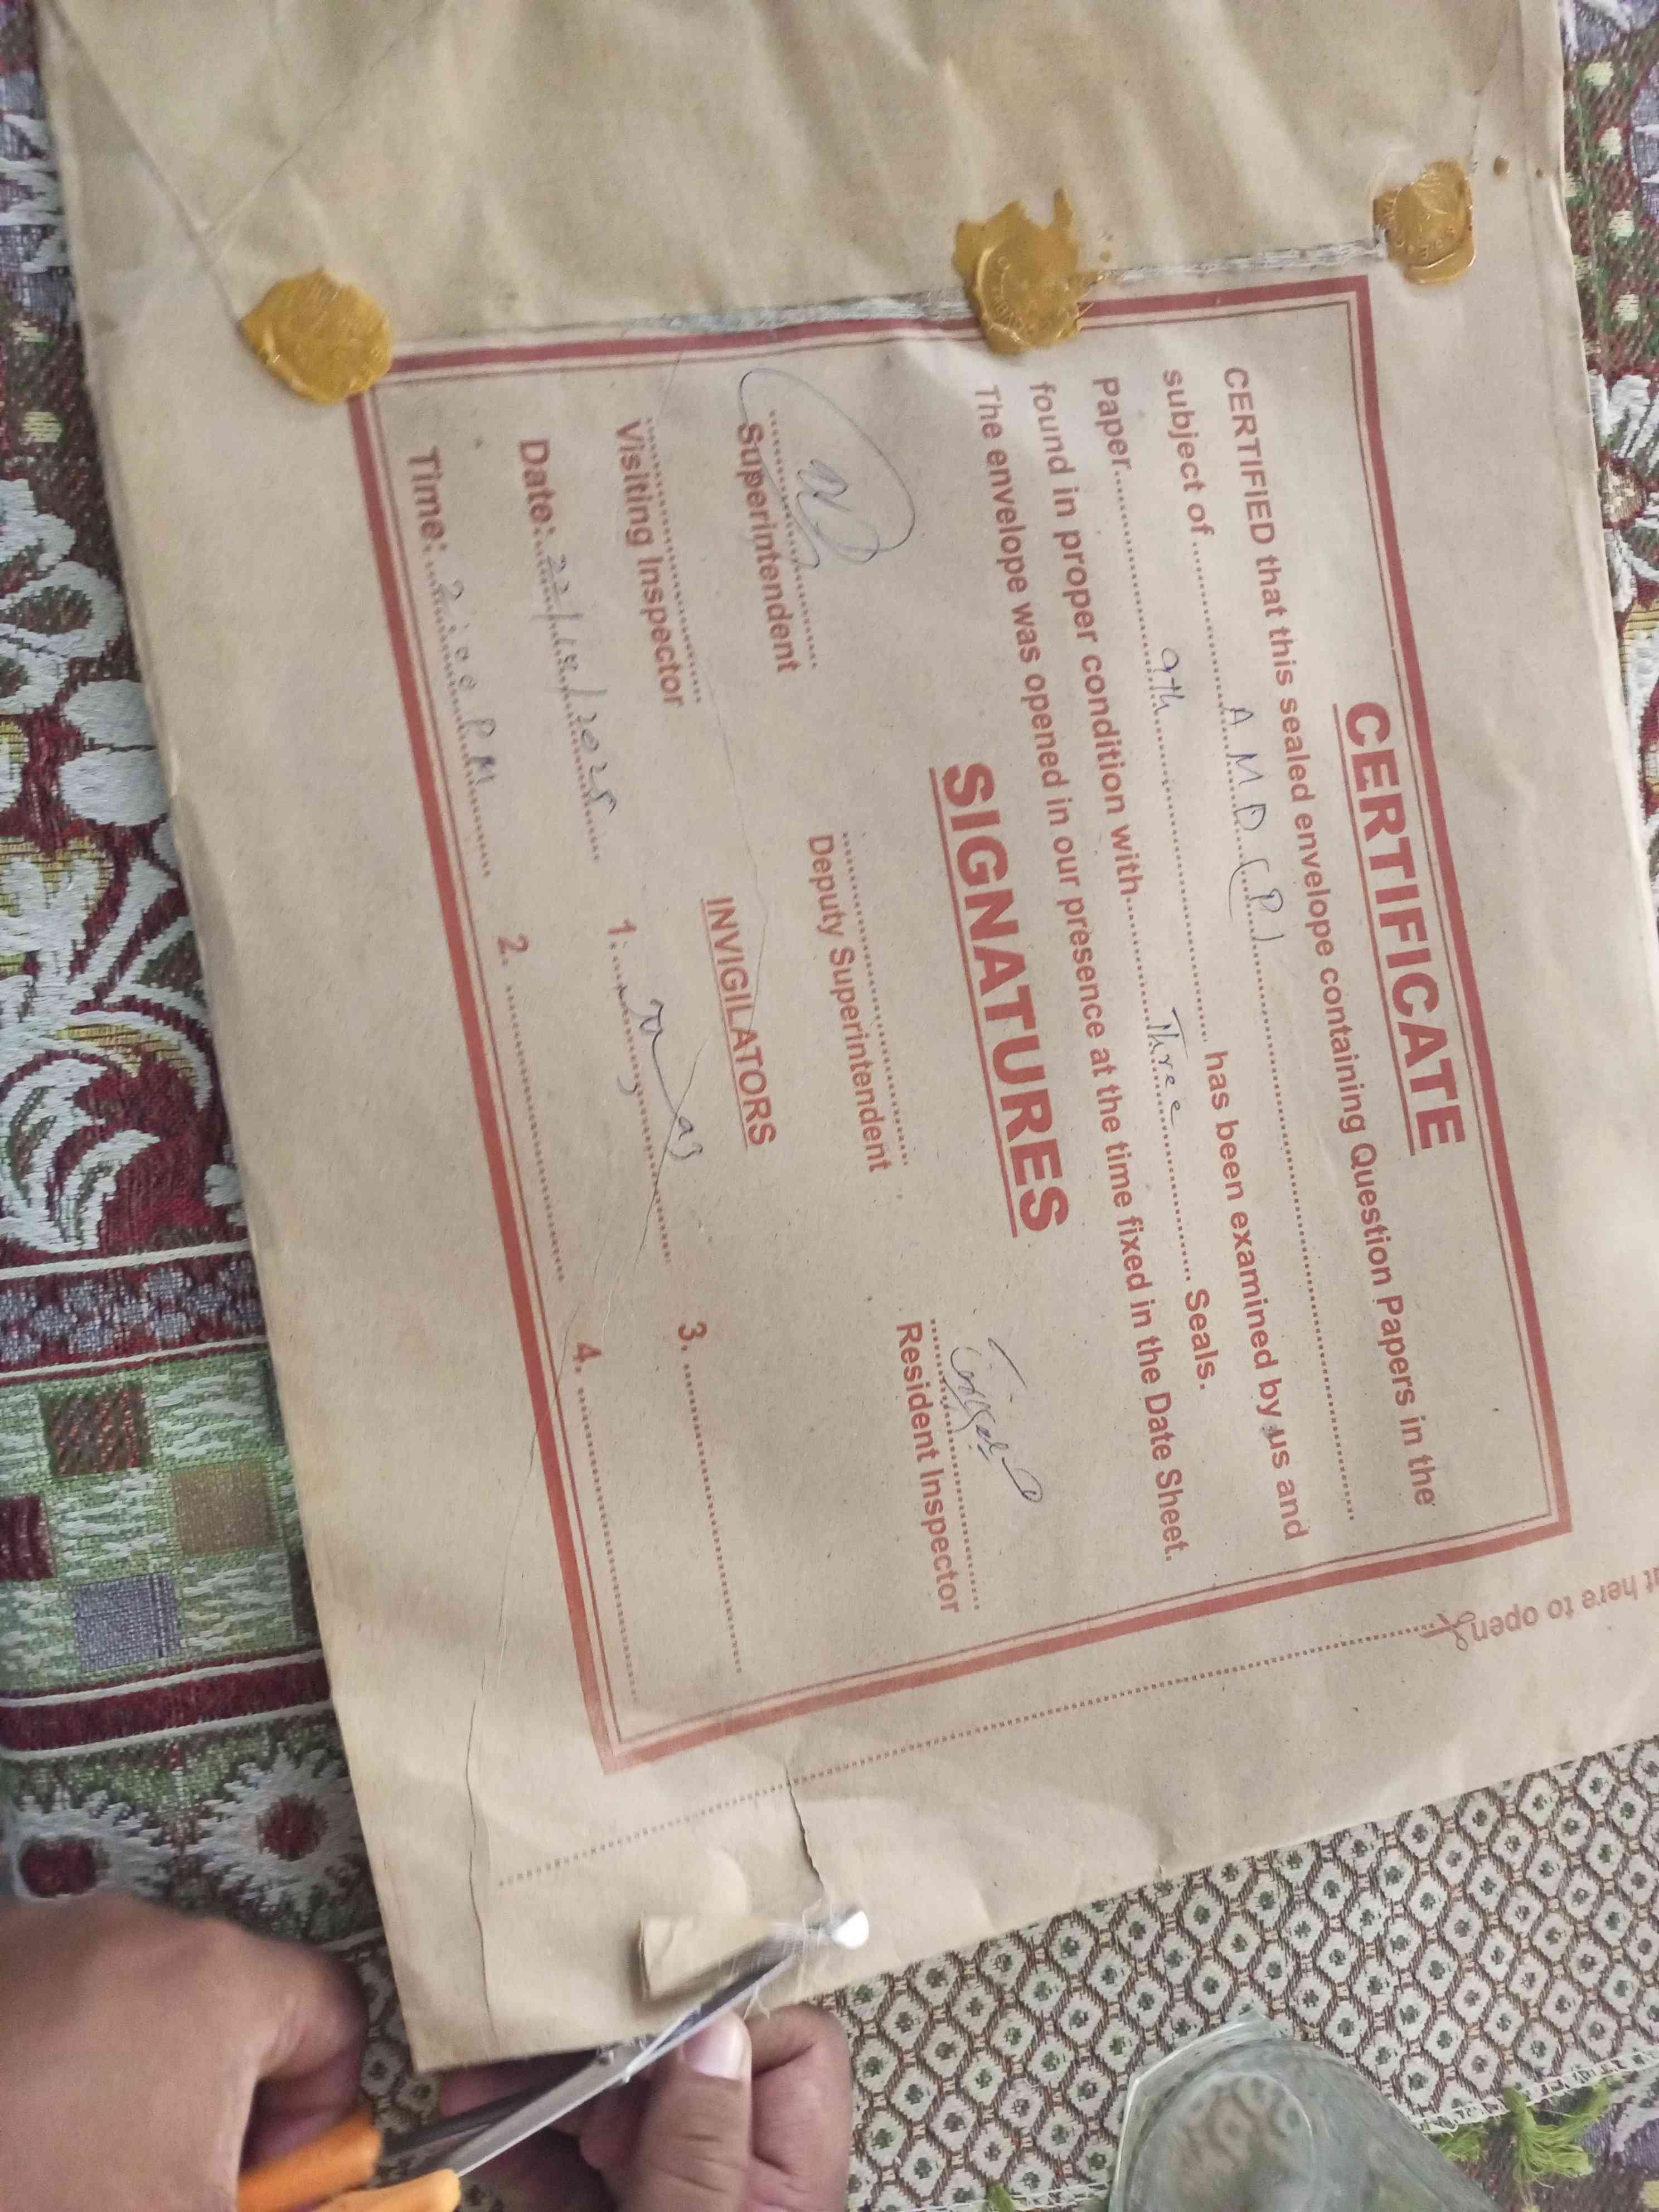 CERTIFICATE
CERTIFIED that this sealed envelope containing Question Papers in the
subject of ........ A M D (P) ........
Paper ........ 9th ........ has been examined by us and
found in proper condition with ........ Three ........ Seals.
The envelope was opened in our presence at the time fixed in the Date Sheet.
SIGNATURES
Superintendent
Deputy Superintendent
Resident Inspector
Visiting Inspector
INVIGILATORS
Date: /2025
1.
3.
Time: 2:00 PM
2.
4.
here to open